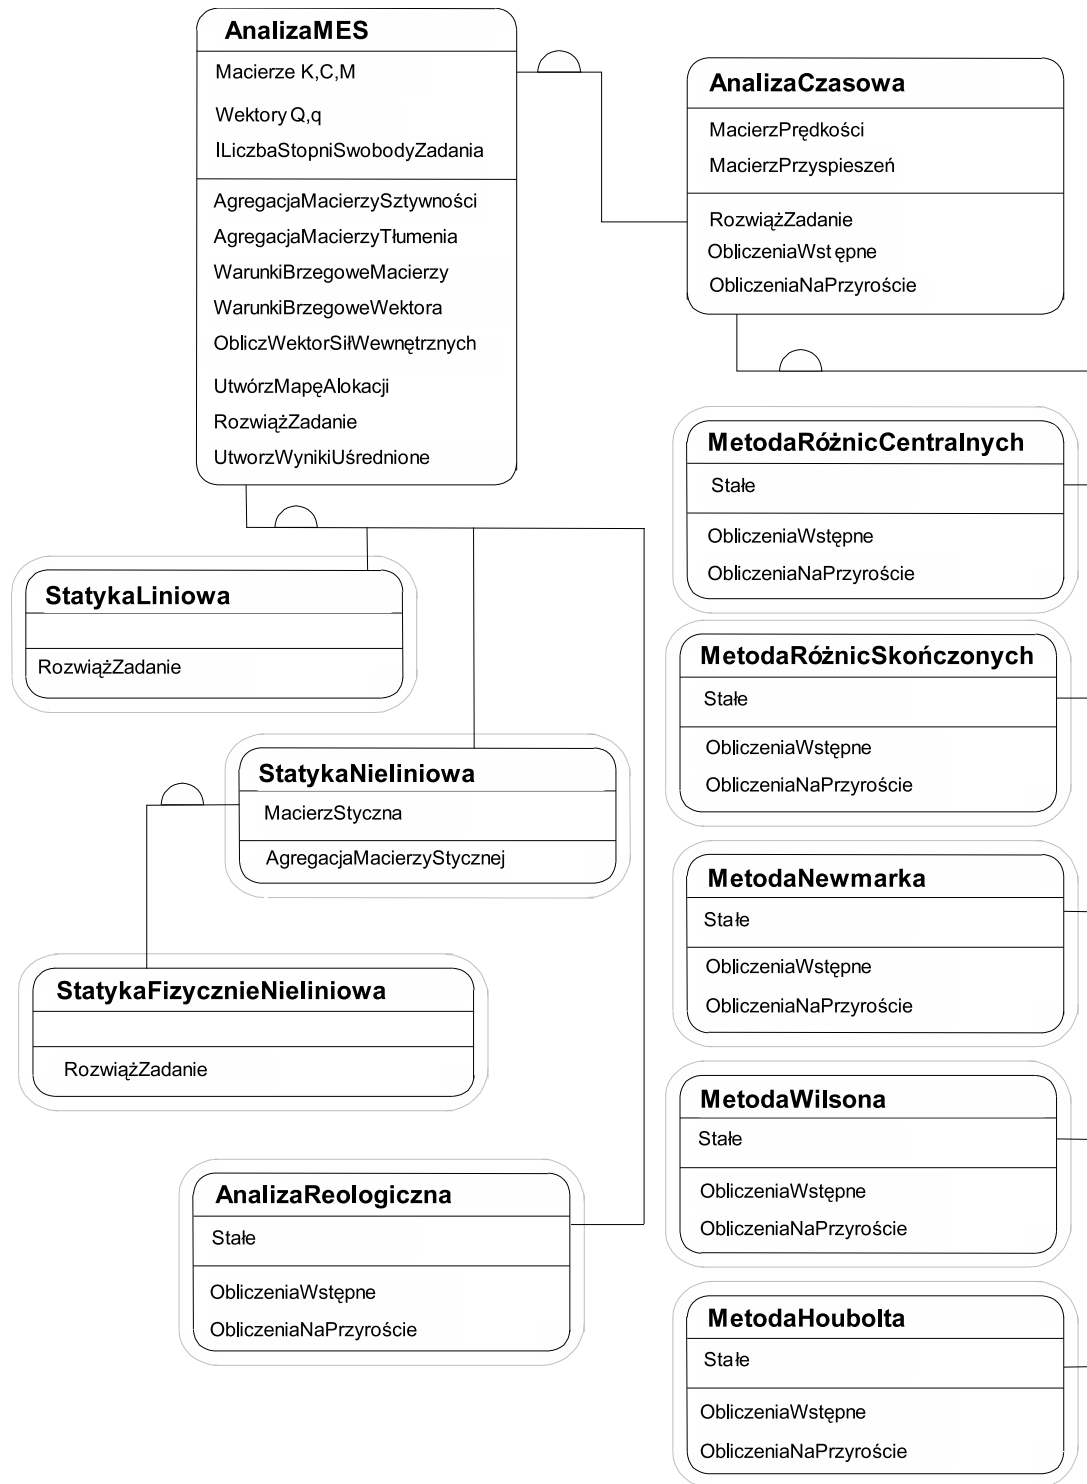 AnalizaMES
Macierze K,C,M
Wektory Q,q
lLiczbaStopniSwobodyZadania
AgregacjaMacierzySztywności
AgregacjaMacierzyTłumienia
WarunkiBrzegoweMacierzy
WarunkiBrzegoweWektora
ObliczWektorSiłWewnętrznych
UtwórzMapęAlokacji
RozwiążZadanie
UtworzWynikiUśrednione
AnalizaCzasowa
MacierzPrędkości
MacierzPrzyspieszeń
RozwiążZadanie
ObliczeniaWstępne
ObliczeniaNaPrzyroście
StatykaLiniowa
RozwiążZadanie
StatykaNieliniowa
MacierzStyczna
AgregacjaMacierzyStycznej
StatykaFizycznieNieliniowa
RozwiążZadanie
AnalizaReologiczna
Stałe
ObliczeniaWstępne
ObliczeniaNaPrzyroście
MetodaRóżnicCentralnych
Stałe
ObliczeniaWstępne
ObliczeniaNaPrzyroście
MetodaRóżnicSkończonych
Stałe
ObliczeniaWstępne
ObliczeniaNaPrzyroście
MetodaNewmarka
Stałe
ObliczeniaWstępne
ObliczeniaNaPrzyroście
MetodaWilsona
Stałe
ObliczeniaWstępne
ObliczeniaNaPrzyroście
MetodaHoubolta
Stałe
ObliczeniaWstępne
ObliczeniaNaPrzyroście